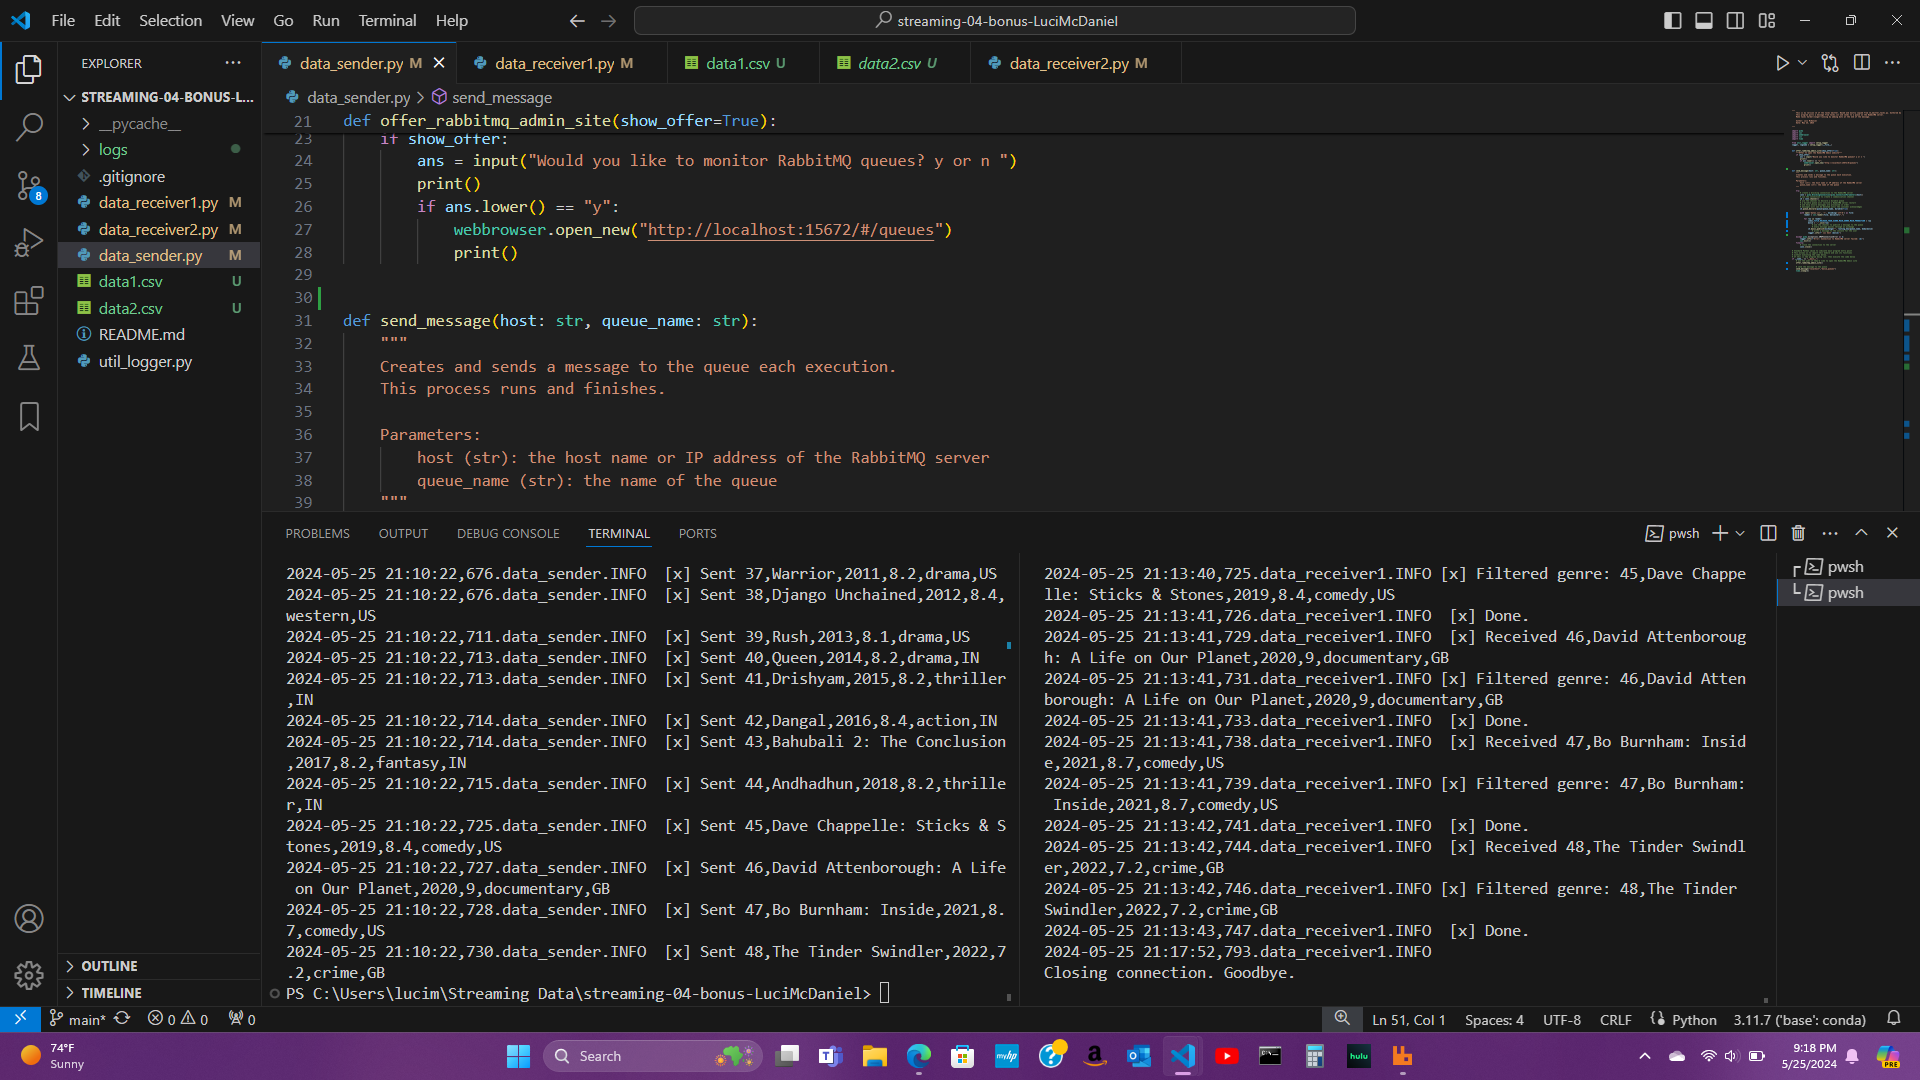 File Edit Selection View Go Run Terminal Help
streaming-04-bonus-LuciMcDaniel
EXPLORER
data_sender.py M
data_receiver1.py M
data1.csv U
data2.csv U
data_receiver2.py M
STREAMING-04-BONUS-L...
__pycache__
logs
.gitignore
data_receiver1.py M
data_receiver2.py M
data_sender.py M
data1.csv U
data2.csv U
README.md
util_logger.py
8
OUTLINE
TIMELINE
data_sender.py > send_message
21 def offer_rabbitmq_admin_site(show_offer=True):
23 if show_offer:
24 ans = input("Would you like to monitor RabbitMQ queues? y or n ")
25 print()
26 if ans.lower() == "y":
27 webbrowser.open_new("http://localhost:15672/#/queues")
28 print()
29
30
31 def send_message(host: str, queue_name: str):
32 """
33 Creates and sends a message to the queue each execution.
34 This process runs and finishes.
35
36 Parameters:
37 host (str): the host name or IP address of the RabbitMQ server
38 queue_name (str): the name of the queue
39 """
PROBLEMS OUTPUT DEBUG CONSOLE TERMINAL PORTS
pwsh
2024-05-25 21:10:22,676.data_sender.INFO [x] Sent 37,Warrior,2011,8.2,drama,US
2024-05-25 21:10:22,676.data_sender.INFO [x] Sent 38,Django Unchained,2012,8.4,
western,US
2024-05-25 21:10:22,711.data_sender.INFO [x] Sent 39,Rush,2013,8.1,drama,US
2024-05-25 21:10:22,713.data_sender.INFO [x] Sent 40,Queen,2014,8.2,drama,IN
2024-05-25 21:10:22,713.data_sender.INFO [x] Sent 41,Drishyam,2015,8.2,thriller
,IN
2024-05-25 21:10:22,714.data_sender.INFO [x] Sent 42,Dangal,2016,8.4,action,IN
2024-05-25 21:10:22,714.data_sender.INFO [x] Sent 43,Bahubali 2: The Conclusion
,2017,8.2,fantasy,IN
2024-05-25 21:10:22,715.data_sender.INFO [x] Sent 44,Andhadhun,2018,8.2,thrille
r,IN
2024-05-25 21:10:22,725.data_sender.INFO [x] Sent 45,Dave Chappelle: Sticks & S
tones,2019,8.4,comedy,US
2024-05-25 21:10:22,727.data_sender.INFO [x] Sent 46,David Attenborough: A Life
on Our Planet,2020,9,documentary,GB
2024-05-25 21:10:22,728.data_sender.INFO [x] Sent 47,Bo Burnham: Inside,2021,8.
7,comedy,US
2024-05-25 21:10:22,730.data_sender.INFO [x] Sent 48,The Tinder Swindler,2022,7
.2,crime,GB
PS C:\Users\lucim\Streaming Data\streaming-04-bonus-LuciMcDaniel>
2024-05-25 21:13:40,725.data_receiver1.INFO [x] Filtered genre: 45,Dave Chappe
lle: Sticks & Stones,2019,8.4,comedy,US
2024-05-25 21:13:41,726.data_receiver1.INFO [x] Done.
2024-05-25 21:13:41,729.data_receiver1.INFO [x] Received 46,David Attenboroug
h: A Life on Our Planet,2020,9,documentary,GB
2024-05-25 21:13:41,731.data_receiver1.INFO [x] Filtered genre: 46,David Atten
borough: A Life on Our Planet,2020,9,documentary,GB
2024-05-25 21:13:41,733.data_receiver1.INFO [x] Done.
2024-05-25 21:13:41,738.data_receiver1.INFO [x] Received 47,Bo Burnham: Insid
e,2021,8.7,comedy,US
2024-05-25 21:13:41,739.data_receiver1.INFO [x] Filtered genre: 47,Bo Burnham:
Inside,2021,8.7,comedy,US
2024-05-25 21:13:42,741.data_receiver1.INFO [x] Done.
2024-05-25 21:13:42,744.data_receiver1.INFO [x] Received 48,The Tinder Swindl
er,2022,7.2,crime,GB
2024-05-25 21:13:42,746.data_receiver1.INFO [x] Filtered genre: 48,The Tinder
Swindler,2022,7.2,crime,GB
2024-05-25 21:13:43,747.data_receiver1.INFO [x] Done.
2024-05-25 21:17:52,793.data_receiver1.INFO
Closing connection. Goodbye.
pwsh
pwsh
main* 0 0 0
Ln 51, Col 1 Spaces: 4 UTF-8 CRLF Python 3.11.7 ('base': conda)
74°F
Sunny
Search
myhp
hulu
9:18 PM
5/25/2024
PRE